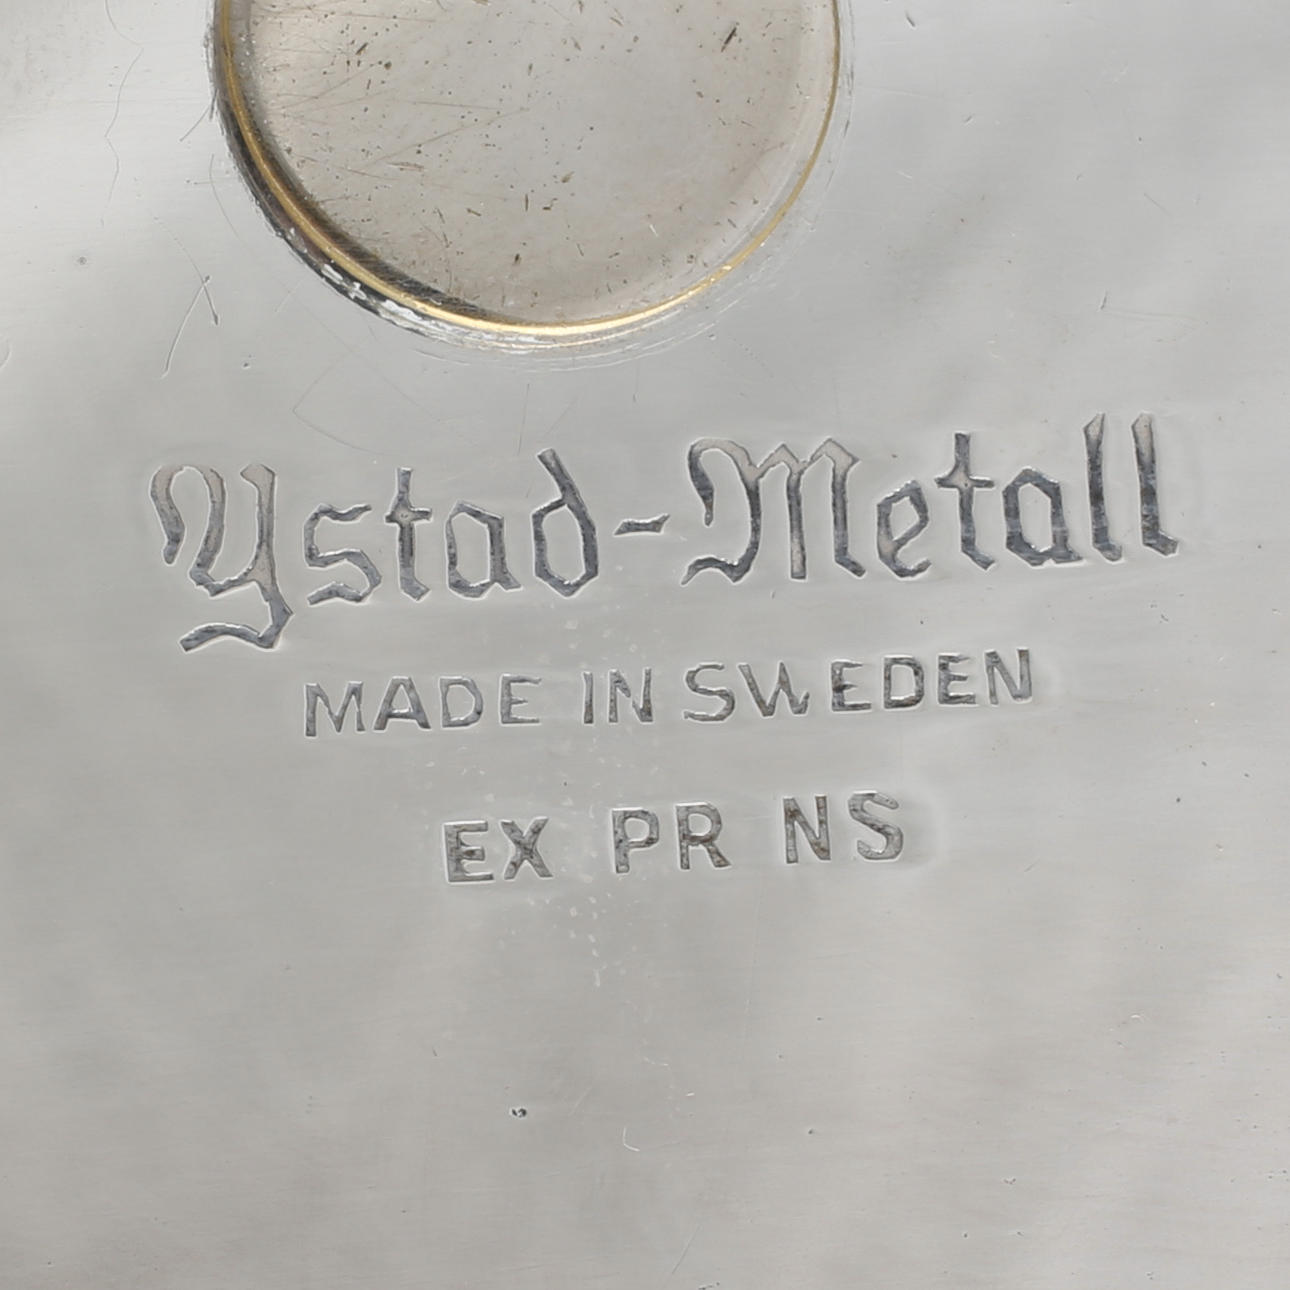 Ystad-Metall
MADE IN SWEDEN
EX PR NS